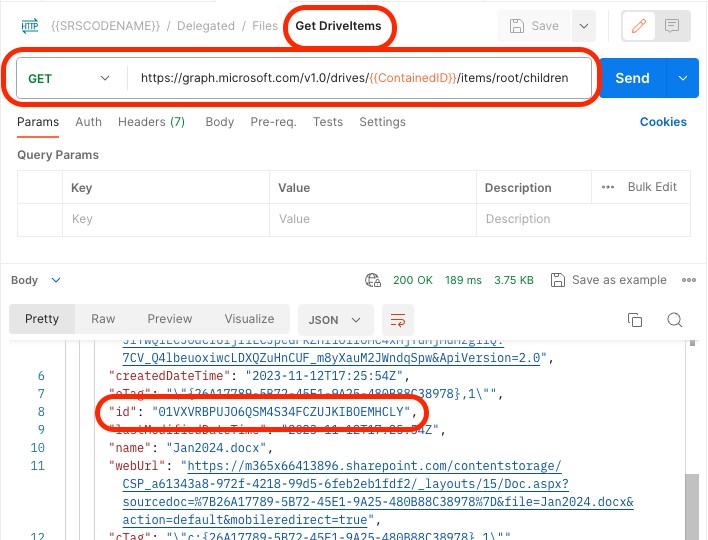 HTTP {{SRSCODENAME}} / Delegated / Files / Get DriveItems Save
GET https://graph.microsoft.com/v1.0/drives/{{ContainedID}}/items/root/children Send
Params Auth Headers (7) Body Pre-req. Tests Settings Cookies
Query Params
Key Value Description Bulk Edit
Key Value Description
Body 200 OK 189 ms 3.75 KB Save as example
Pretty Raw Preview Visualize JSON
7CV_Q4lbeuoxiwcLDXQZuHnCUF_m8yXauM2JWndqSpw&ApiVersion=2.0",
6 "createdDateTime": "2023-11-12T17:25:54Z",
7 "eTag": "\"{26A17789-5B72-45E1-9A25-480B88C38978},1\"",
8 "id": "01VXVRBPUJO6QSM4S34FCZUJKIBOEMHCLY",
9 "lastModifiedDateTime": "2023-11-12T17:25:54Z",
10 "name": "Jan2024.docx",
11 "webUrl": "https://m365x66413896.sharepoint.com/contentstorage/
CSP_a61343a8-972f-4218-99d5-6feb2eb1fdf2/_layouts/15/Doc.aspx?
sourcedoc=%7B26A17789-5B72-45E1-9A25-480B88C38978%7D&file=Jan2024.docx&
action=default&mobileredirect=true",
12 "cTag": "\"c:{26A17789-5B72-45E1-9A25-480B88C38978},1\""